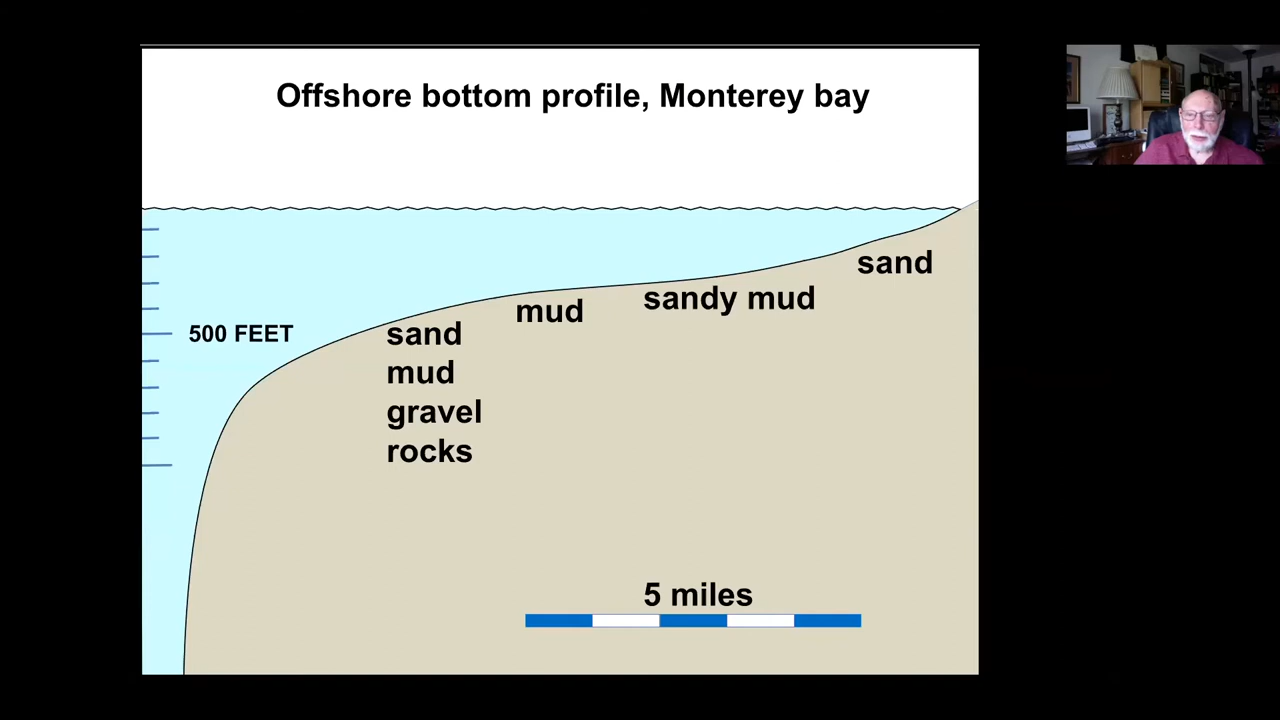 Offshore bottom profile, Monterey bay
sand
sandy mud
mud
500 FEET
sand
mud
gravel
rocks
5 miles